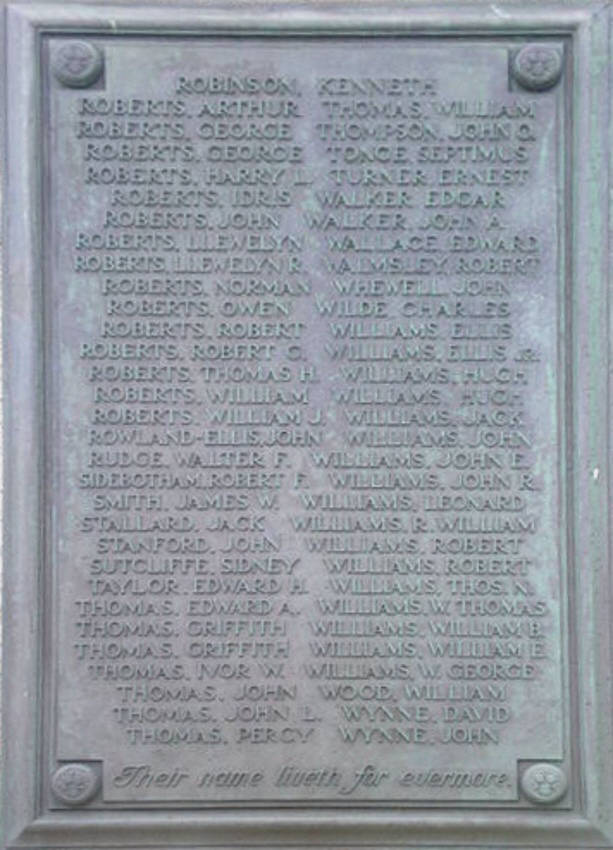 ROBINSON, KENNETH
ROBERTS, ARTHUR THOMAS, WILLIAM
ROBERTS, GEORGE THOMPSON, JOHN O.
ROBERTS, GEORGE TONGE, SEPTIMUS
ROBERTS, HARRY L. TURNER, ERNEST
ROBERTS, IDRIS WALKER, EDGAR
ROBERTS, JOHN WALKER, JOHN A.
ROBERTS, LLEWELYN WALLACE, EDWARD
ROBERTS, LLEWELYN R. WALMSLEY, ROBERT
ROBERTS, NORMAN WHEWELL, JOHN
ROBERTS, OWEN WILDE, CHARLES
ROBERTS, ROBERT WILLIAMS, ELLIS
ROBERTS, ROBERT C. WILLIAMS, ELLIS JR.
ROBERTS, THOMAS H. WILLIAMS, HUGH
ROBERTS, WILLIAM WILLIAMS, HUGH
ROBERTS, WILLIAM J. WILLIAMS, JACK
ROWLAND-ELLIS, JOHN WILLIAMS, JOHN
RUDGE, WALTER F. WILLIAMS, JOHN E.
SIDEBOTHAM, ROBERT F. WILLIAMS, JOHN R.
SMITH, JAMES W. WILLIAMS, LEONARD
STALLARD, JACK WILLIAMS, R. WILLIAM
STANFORD, JOHN WILLIAMS, ROBERT
SUTCLIFFE, SIDNEY WILLIAMS, ROBERT
TAYLOR, EDWARD H. WILLIAMS, THOS. N.
THOMAS, EDWARD A. WILLIAMS, W. THOMAS
THOMAS, GRIFFITH WILLIAMS, WILLIAM B.
THOMAS, GRIFFITH WILLIAMS, WILLIAM E.
THOMAS, IVOR W. WILLIAMS, W. GEORGE
THOMAS, JOHN WOOD, WILLIAM
THOMAS, JOHN L. WYNNE, DAVID
THOMAS, PERCY WYNNE, JOHN
Their name liveth for evermore.